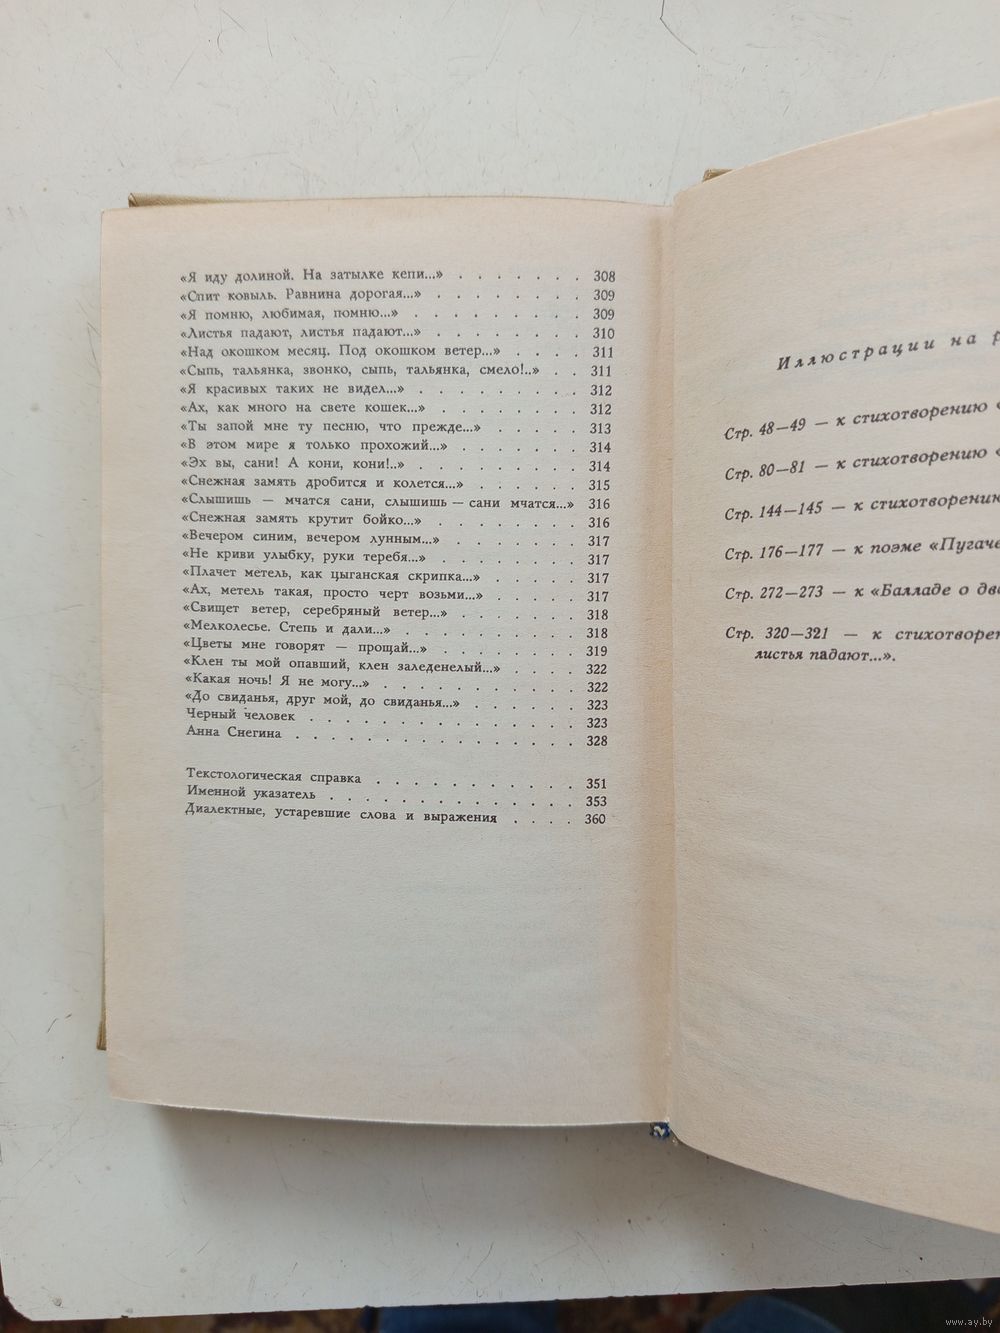 «Я иду долиной. На затылке кепи...» . . . . . . . 308
«Спит ковыль. Равнина дорогая...» . . . . . . . . 309
«Я помню, любимая, помню...» . . . . . . . . . 309
«Листья падают, листья падают...» . . . . . . . . 310
«Над окошком месяц. Под окошком ветер...» . . . . 311
«Сыпь, тальянка, звонко, сыпь, тальянка, смело!..» . . 311
«Я красивых таких не видел...» . . . . . . . . . 312
«Ах, как много на свете кошек...» . . . . . . . . 312
«Ты запой мне ту песню, что прежде...» . . . . . 313
«В этом мире я только прохожий...» . . . . . . . 314
«Эх вы, сани! А кони, кони!..» . . . . . . . . . 314
«Снежная замять дробится и колется...» . . . . . . 315
«Слышишь — мчатся сани, слышишь — сани мчатся...» 316
«Снежная замять крутит бойко...» . . . . . . . . 316
«Вечером синим, вечером лунным...» . . . . . . . 317
«Не криви улыбку, руки теребя...» . . . . . . . . 317
«Плачет метель, как цыганская скрипка...» . . . . . 317
«Ах, метель такая, просто черт возьми...» . . . . . 317
«Свищет ветер, серебряный ветер...» . . . . . . . 318
«Мелколесье. Степь и дали...» . . . . . . . . . . 318
«Цветы мне говорят — прощай...» . . . . . . . . 319
«Клен ты мой опавший, клен заледенелый...» . . . . 322
«Какая ночь! Я не могу...» . . . . . . . . . . . 322
«До свиданья, друг мой, до свиданья...» . . . . . . 323
Черный человек . . . . . . . . . . . . . . 323
Анна Снегина . . . . . . . . . . . . . . . 328
Текстологическая справка . . . . . . . . . . . 351
Именной указатель . . . . . . . . . . . . . . 353
Диалектные, устаревшие слова и выражения . . . . 360
Иллюстрации на
Стр. 48—49 — к стихотворению «
Стр. 80—81 — к стихотворению «
Стр. 144—145 — к стихотворению
Стр. 176—177 — к поэме «Пугаче
Стр. 272—273 — к «Балладе о два
Стр. 320—321 — к стихотворен
листья падают...».
www.ay.by